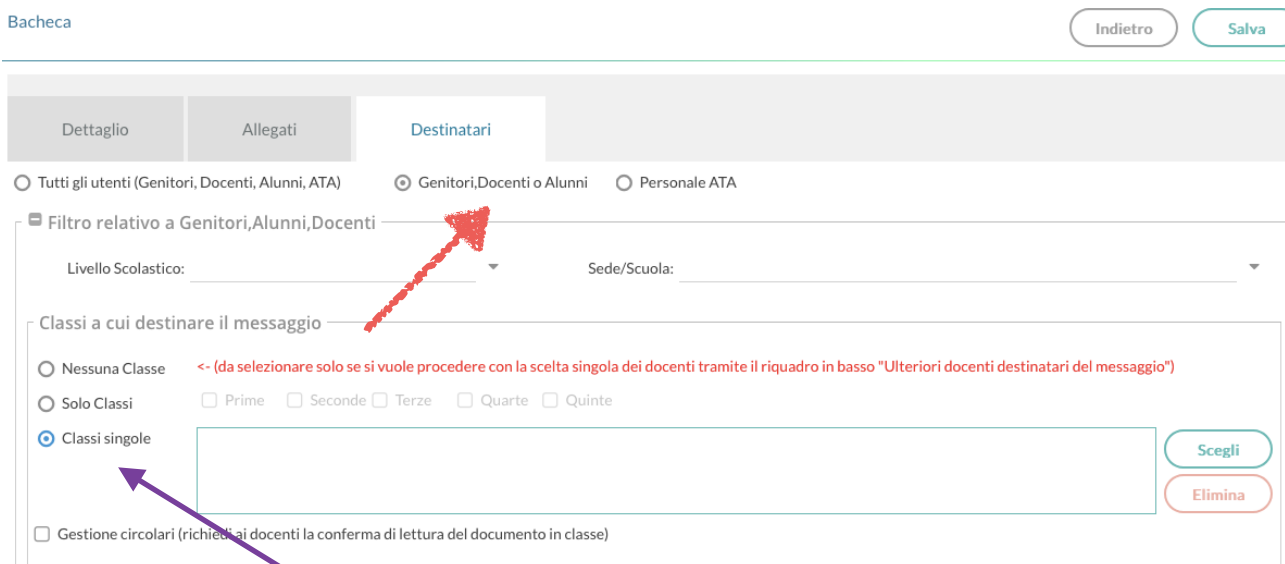 Bacheca
Indietro
Salva
Dettaglio
Allegati
Destinatari
Tutti gli utenti (Genitori, Docenti, Alunni, ATA)
Genitori,Docenti o Alunni
Personale ATA
Filtro relativo a Genitori,Alunni,Docenti
Livello Scolastico:
Sede/Scuola:
Classi a cui destinare il messaggio
Nessuna Classe
<- (da selezionare solo se si vuole procedere con la scelta singola dei docenti tramite il riquadro in basso "Ulteriori docenti destinatari del messaggio")
Solo Classi
Prime
Seconde
Terze
Quarte
Quinte
Classi singole
Scegli
Elimina
Gestione circolari (richiedi ai docenti la conferma di lettura del documento in classe)